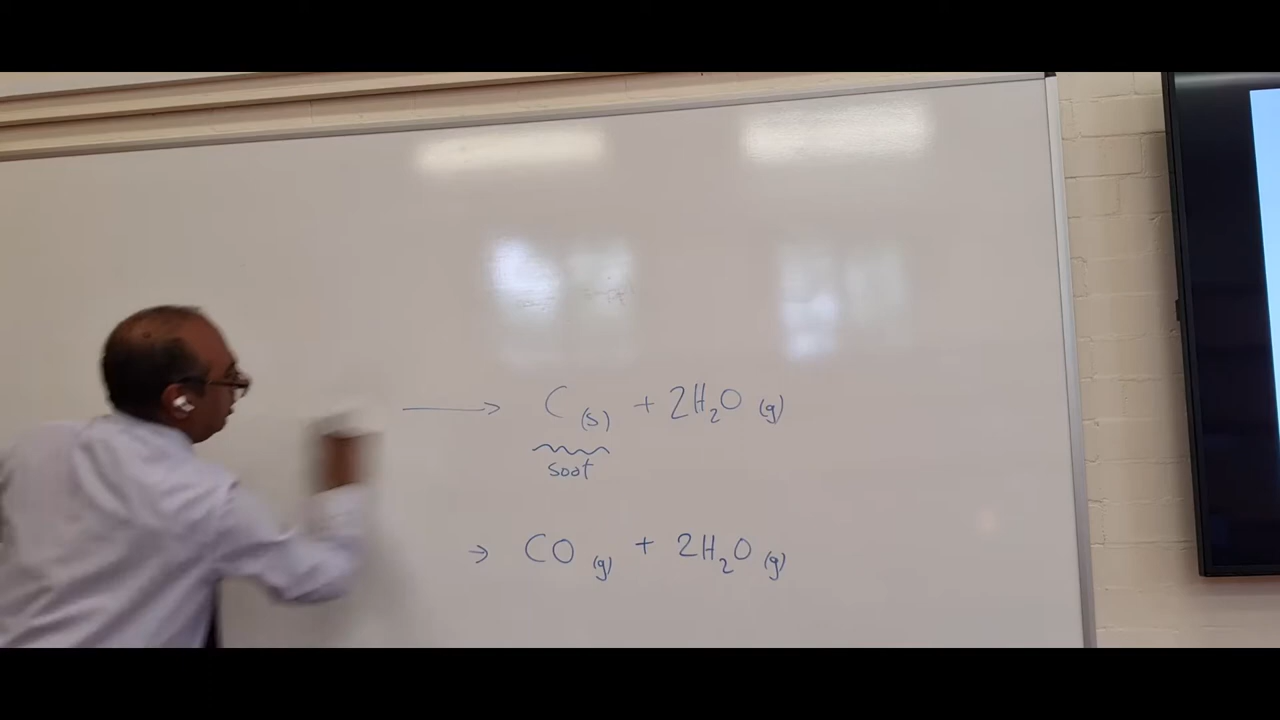 ⟶ C (s) + 2H₂O (g)
soot
→ CO (g) + 2H₂O (g)